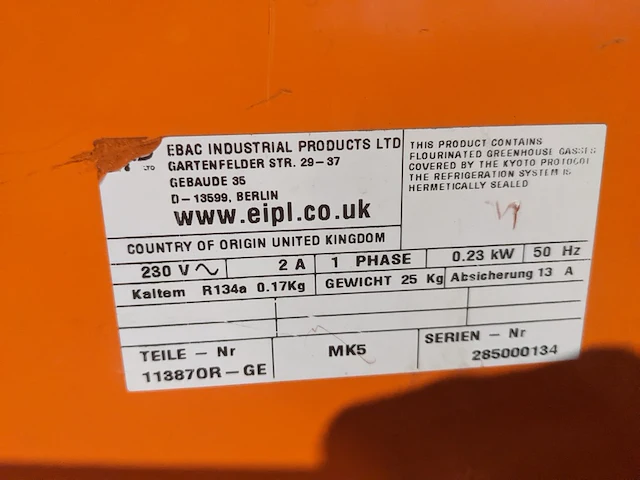 LTD
EBAC INDUSTRIAL PRODUCTS LTD
GARTENFELDER STR. 29-37
GEBAUDE 35
D-13599, BERLIN
www.eipl.co.uk
THIS PRODUCT CONTAINS
FLOURINATED GREENHOUSE GASSES
COVERED BY THE KYOTO PROTOCOL
THE REFRIGERATION SYSTEM IS
HERMETICALLY SEALED
COUNTRY OF ORIGIN UNITED KINGDOM
230 V ∿ 2 A 1 PHASE 0.23 kW 50 Hz
Kaltem R134a 0.17Kg GEWICHT 25 Kg Absicherung 13 A
TEILE - Nr MK5 SERIEN - Nr
11387OR-GE 285000134